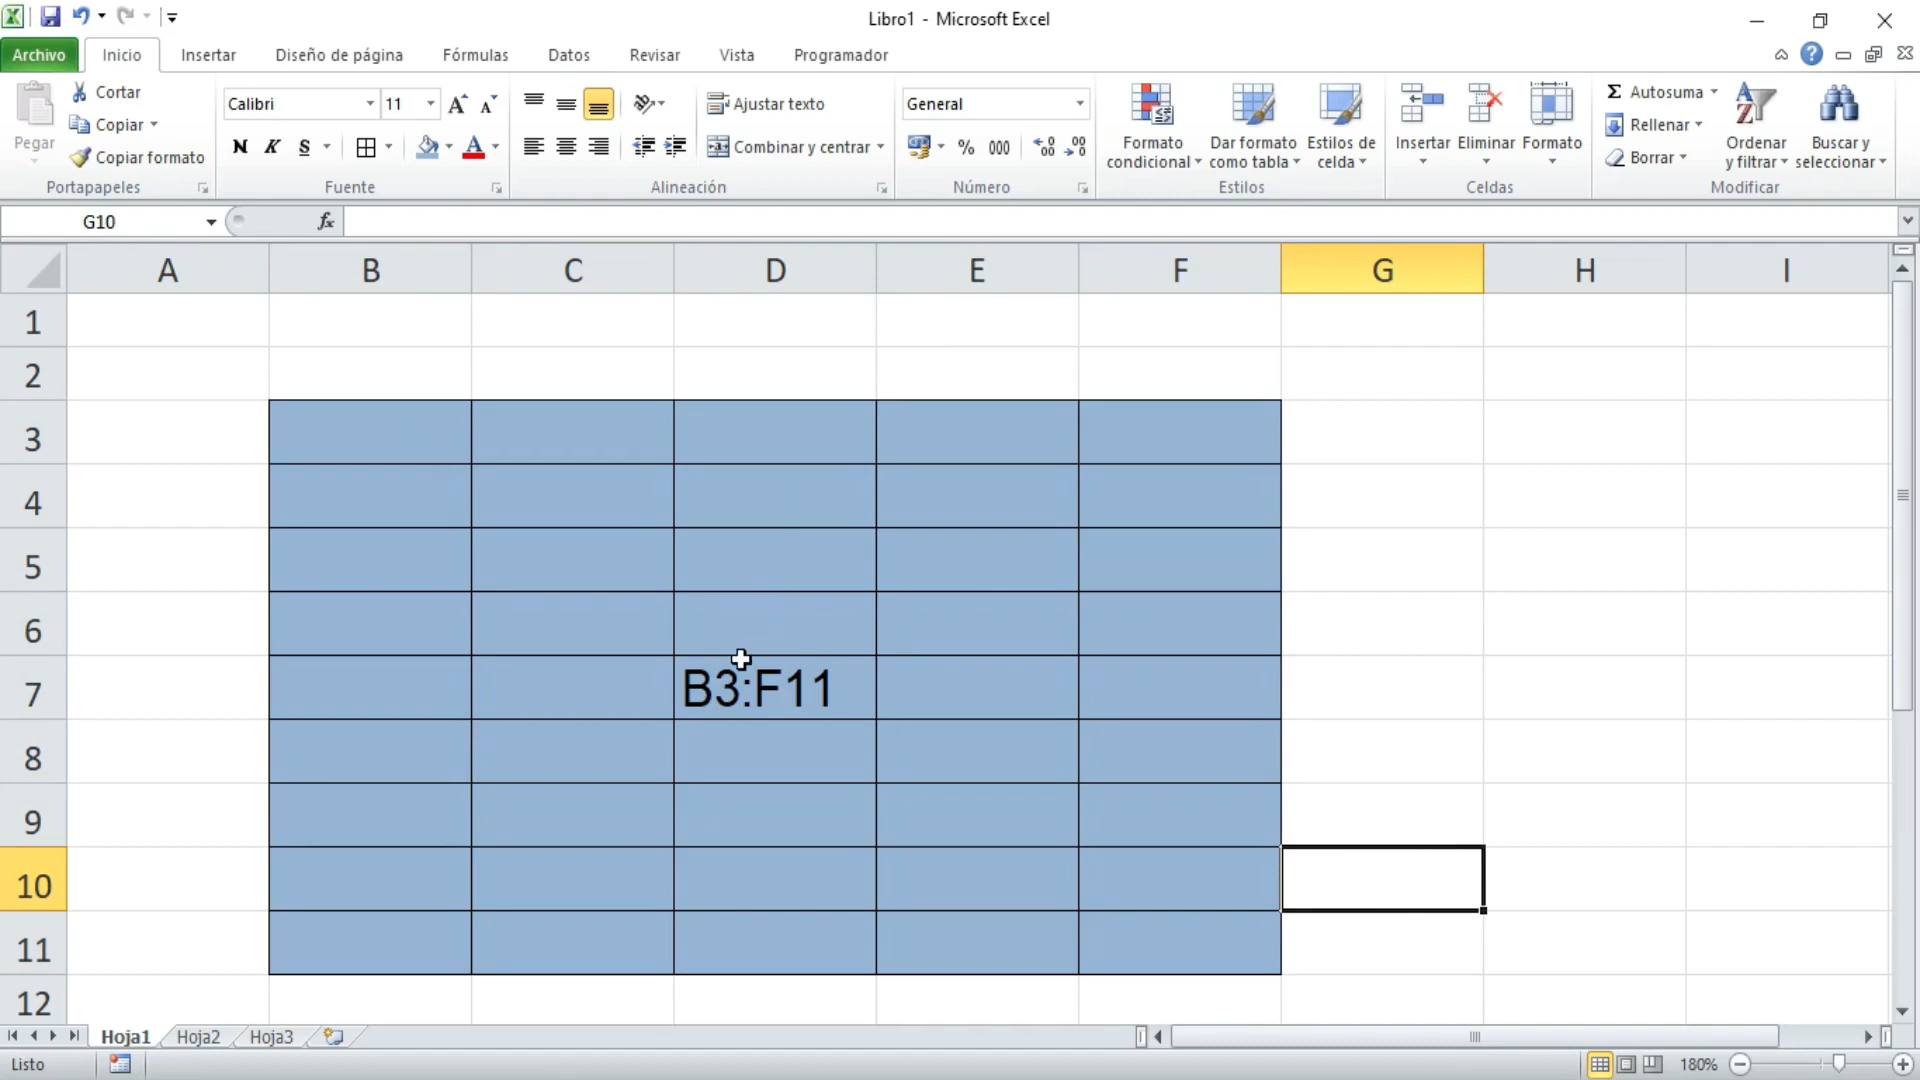 Libro1 - Microsoft Excel
Archivo Inicio Insertar Diseño de página Fórmulas Datos Revisar Vista Programador
Pegar Cortar Copiar Copiar formato Portapapeles
Calibri 11 N K S Fuente
Ajustar texto Combinar y centrar Alineación
General % 000 Número
Formato condicional Dar formato como tabla Estilos de celda Estilos
Insertar Eliminar Formato Celdas
Σ Autosuma Rellenar Borrar Ordenar y filtrar Buscar y seleccionar Modificar
G10 fx
A B C D E F G H I
1
2
3
4
5
6
7 B3:F11
8
9
10
11
12
Hoja1 Hoja2 Hoja3
Listo 180%